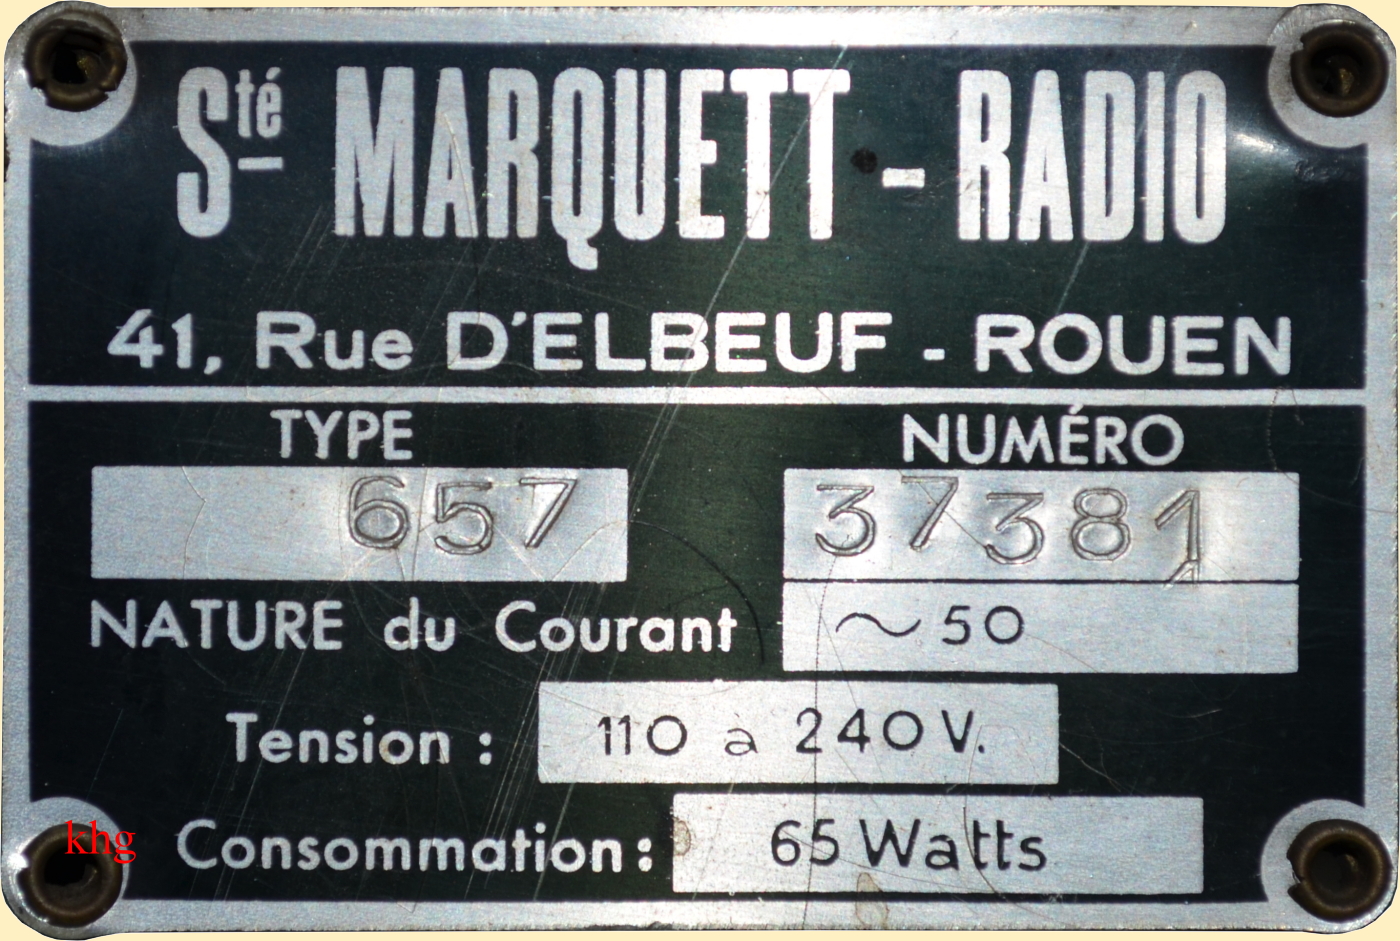 Sté MARQUETT - RADIO
41, Rue D'ELBEUF - ROUEN
TYPE NUMÉRO
657 37381
NATURE du Courant ~ 50
Tension : 110 à 240 V.
Consommation : 65 Watts
khg